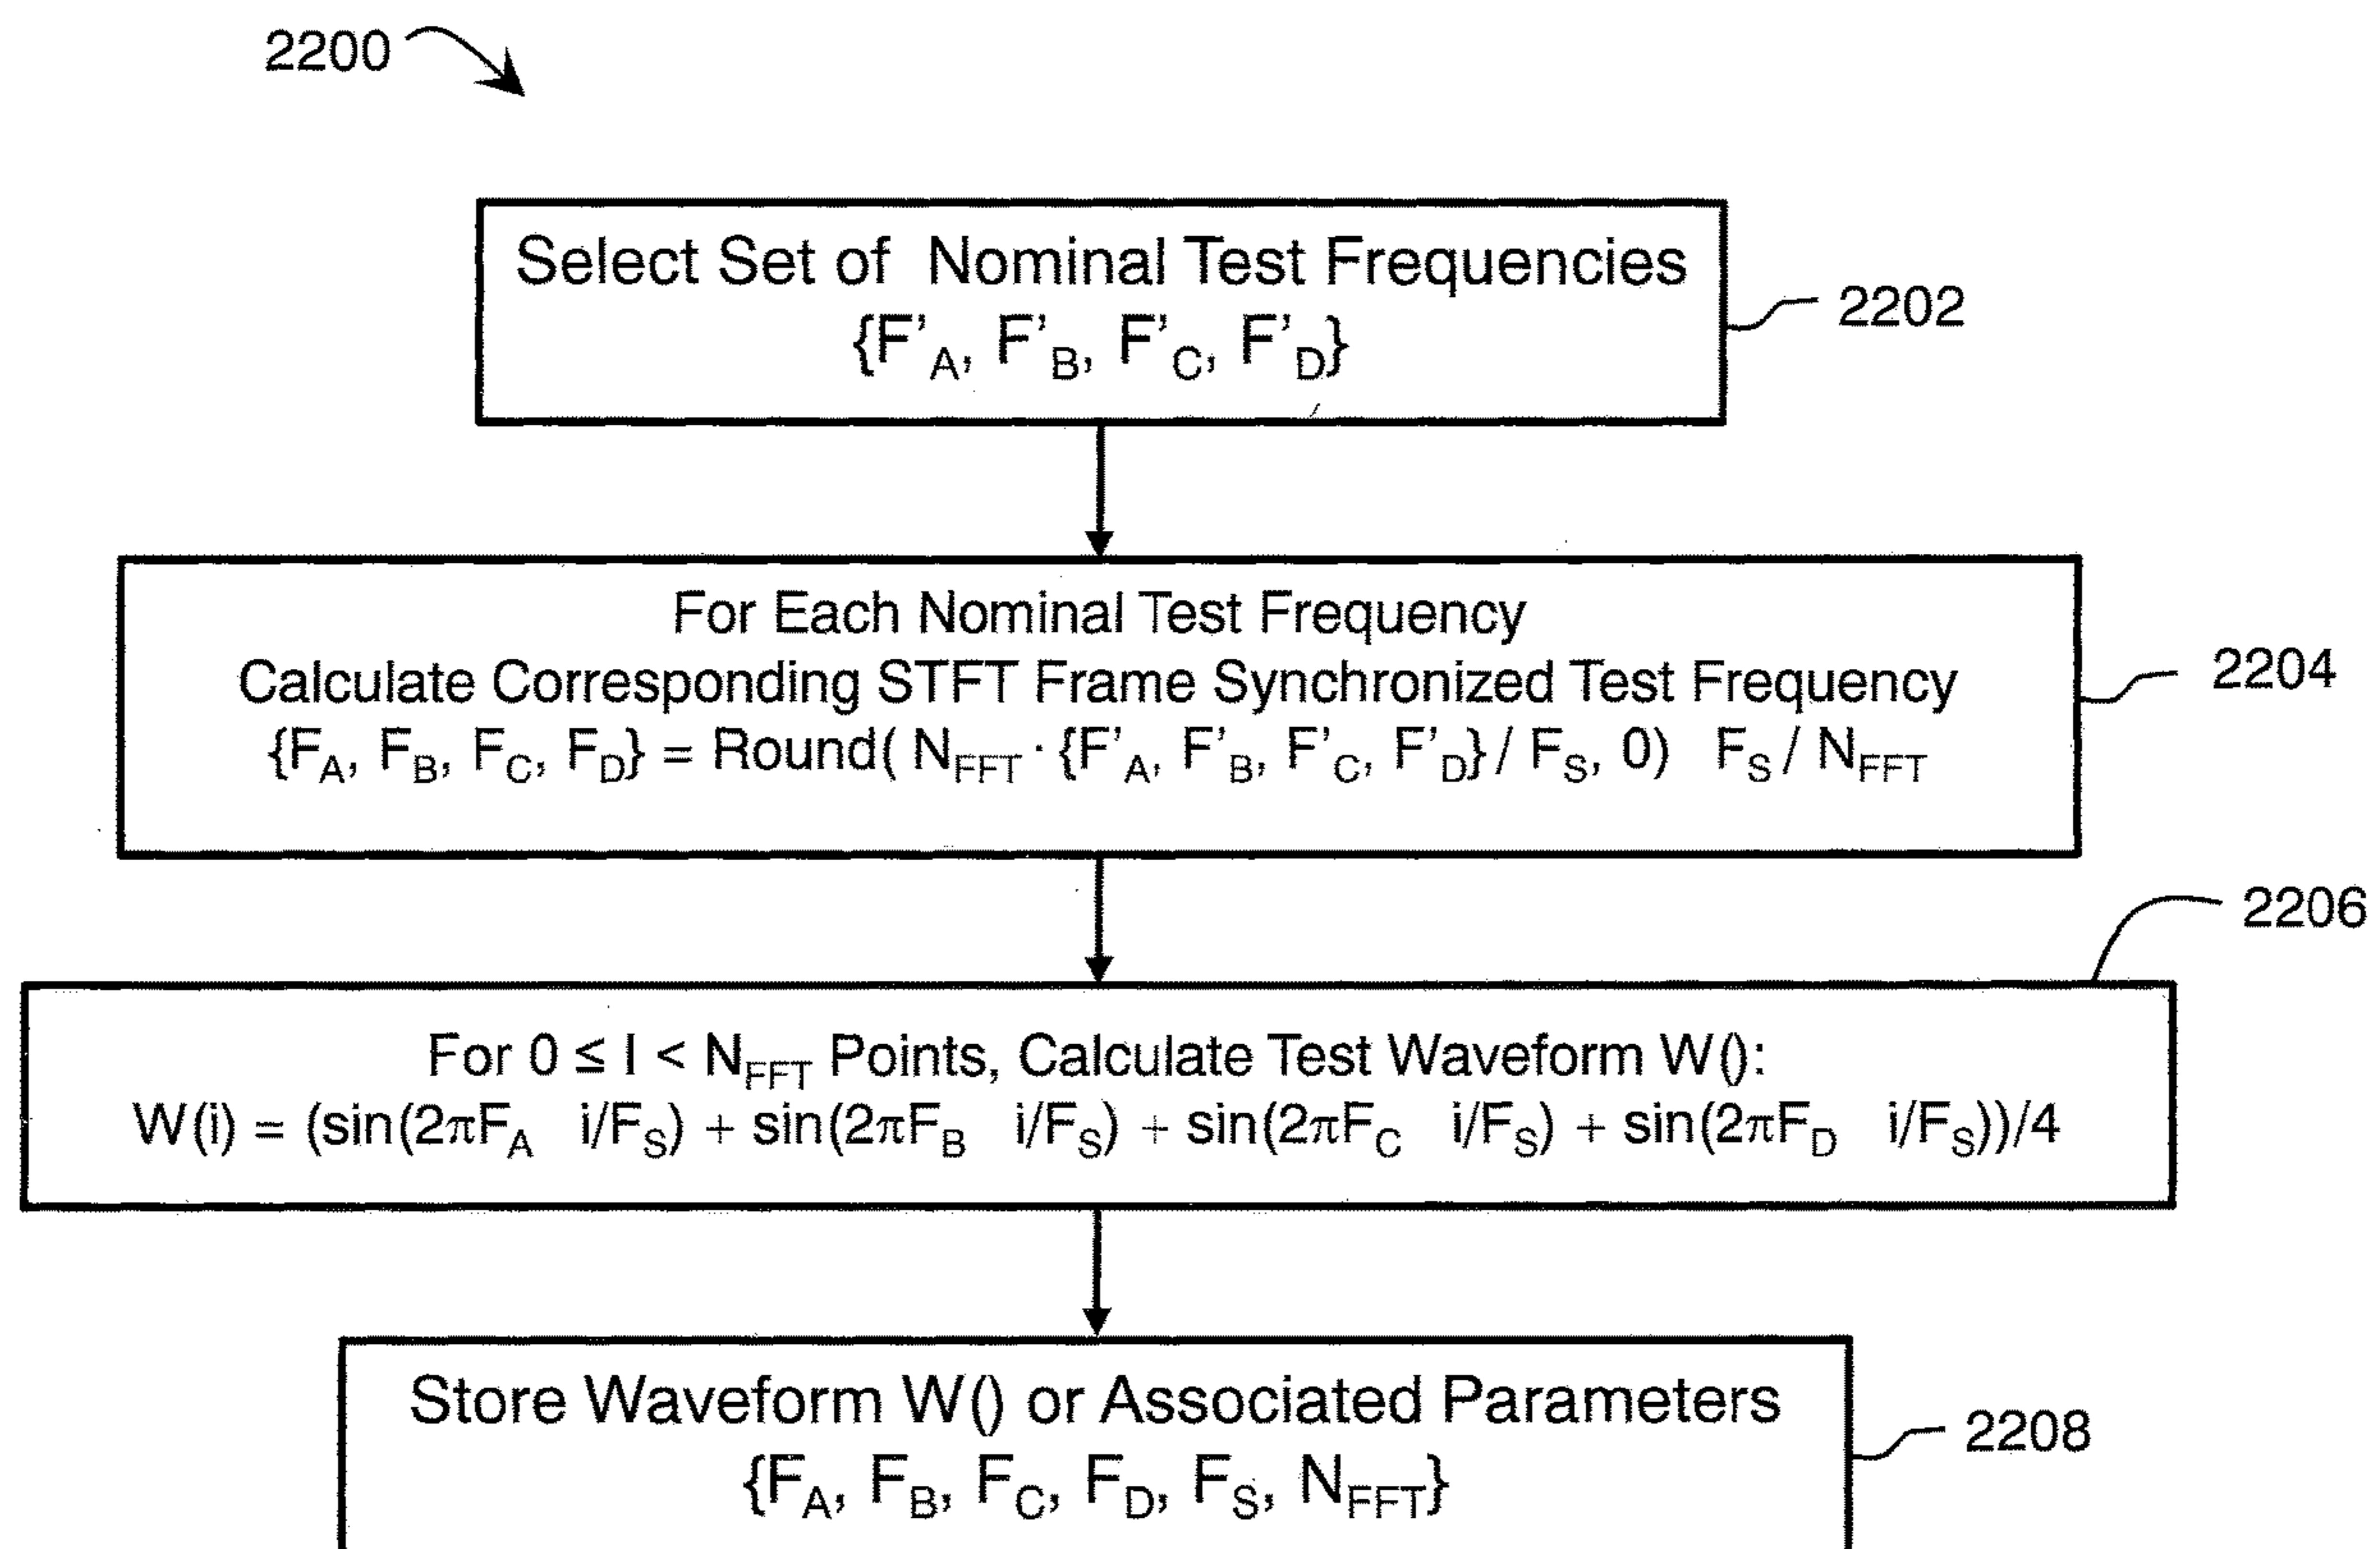 2200
Select Set of Nominal Test Frequencies
{F'A, F'B, F'C, F'D}
2202
For Each Nominal Test Frequency
Calculate Corresponding STFT Frame Synchronized Test Frequency
{FA, FB, FC, FD} = Round( NFFT · {F'A, F'B, F'C, F'D} / FS, 0) FS / NFFT
2204
2206
For 0 ≤ I < NFFT Points, Calculate Test Waveform W():
W(i) = (sin(2πFA i/FS) + sin(2πFB i/FS) + sin(2πFC i/FS) + sin(2πFD i/FS))/4
Store Waveform W() or Associated Parameters
{FA, FB, FC, FD, FS, NFFT}
2208